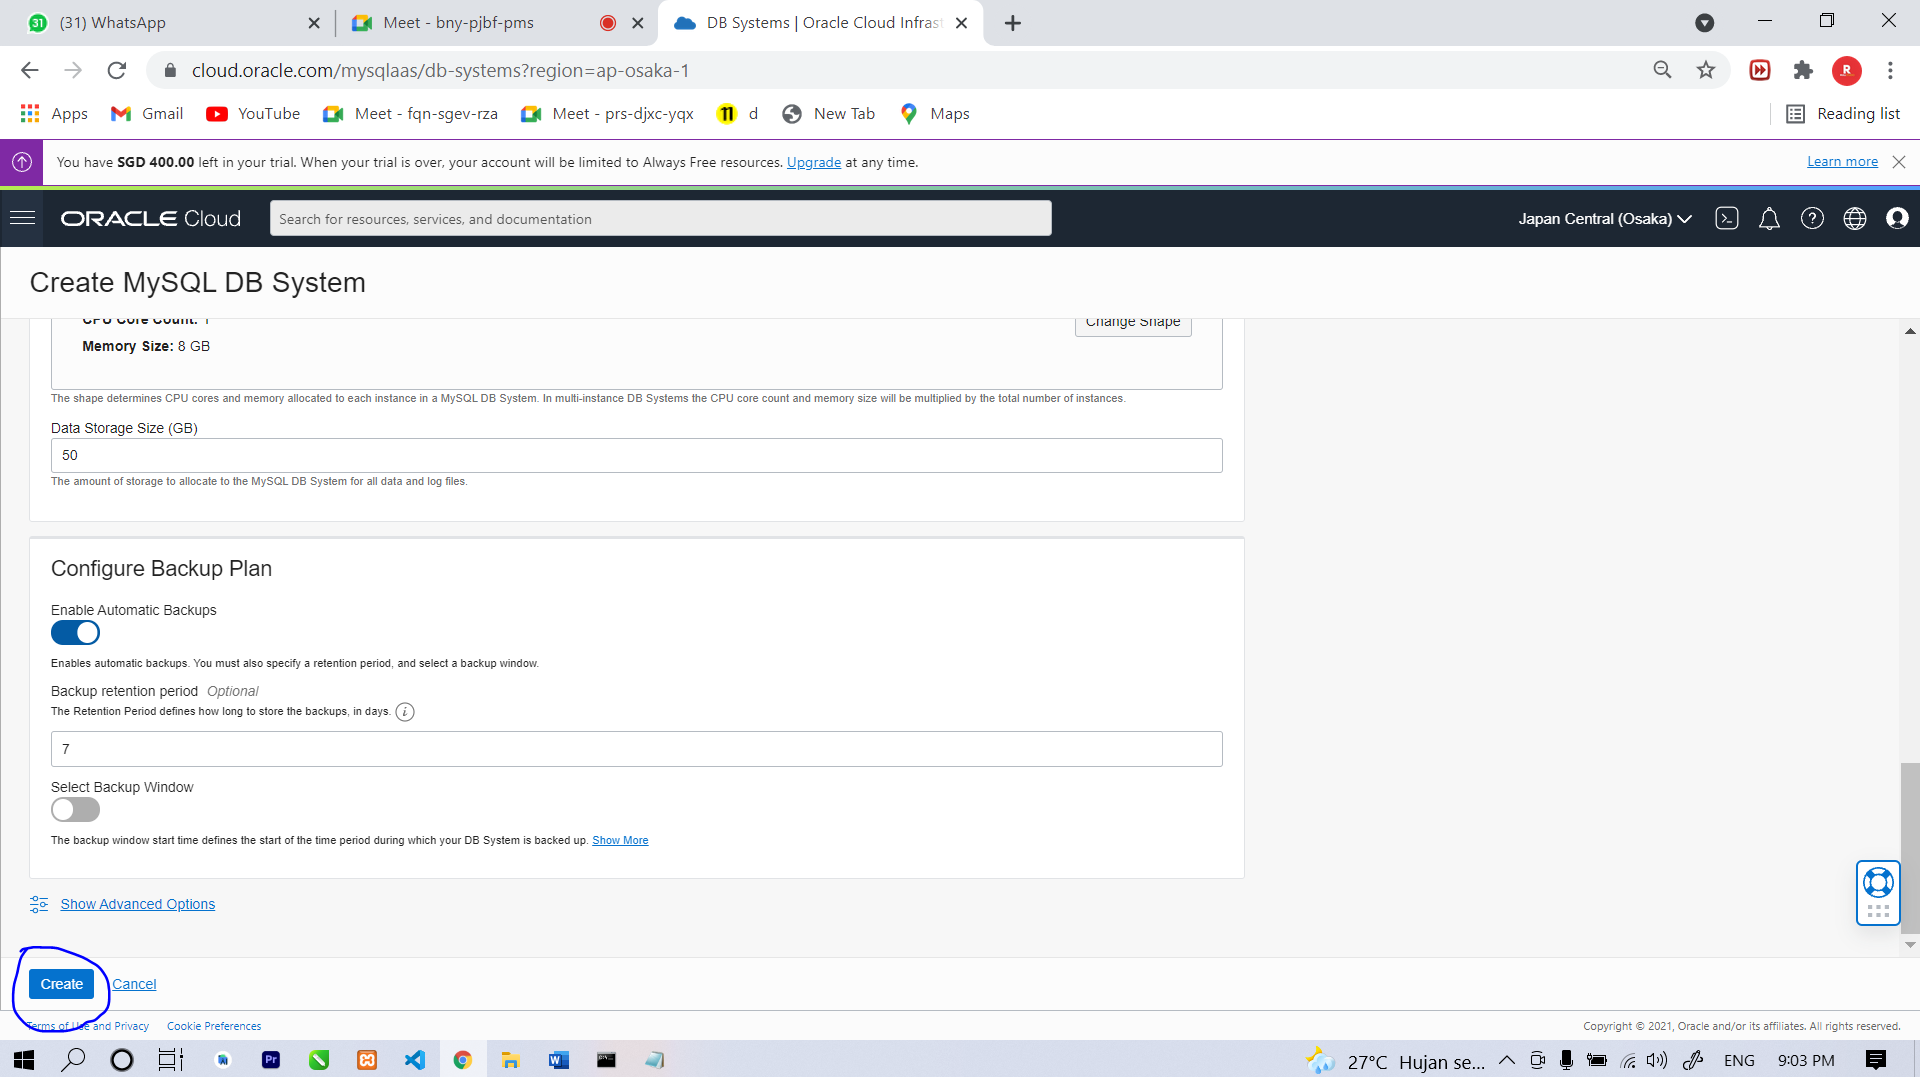 (31) WhatsApp
Meet - bny-pjbf-pms
DB Systems | Oracle Cloud Infrast
cloud.oracle.com/mysqlaas/db-systems?region=ap-osaka-1
Apps
Gmail
YouTube
Meet - fqn-sgev-rza
Meet - prs-djxc-yqx
d
New Tab
Maps
Reading list
You have SGD 400.00 left in your trial. When your trial is over, your account will be limited to Always Free resources. Upgrade at any time.
Learn more
ORACLE Cloud
Search for resources, services, and documentation
Japan Central (Osaka)
Create MySQL DB System
CPU Core Count: 1
Change Shape
Memory Size: 8 GB
The shape determines CPU cores and memory allocated to each instance in a MySQL DB System. In multi-instance DB Systems the CPU core count and memory size will be multiplied by the total number of instances.
Data Storage Size (GB)
50
The amount of storage to allocate to the MySQL DB System for all data and log files.
Configure Backup Plan
Enable Automatic Backups
Enables automatic backups. You must also specify a retention period, and select a backup window.
Backup retention period Optional
The Retention Period defines how long to store the backups, in days.
7
Select Backup Window
The backup window start time defines the start of the time period during which your DB System is backed up. Show More
Show Advanced Options
Create
Cancel
Terms of Use and Privacy
Cookie Preferences
Copyright © 2021, Oracle and/or its affiliates. All rights reserved.
27°C Hujan se...
ENG
9:03 PM